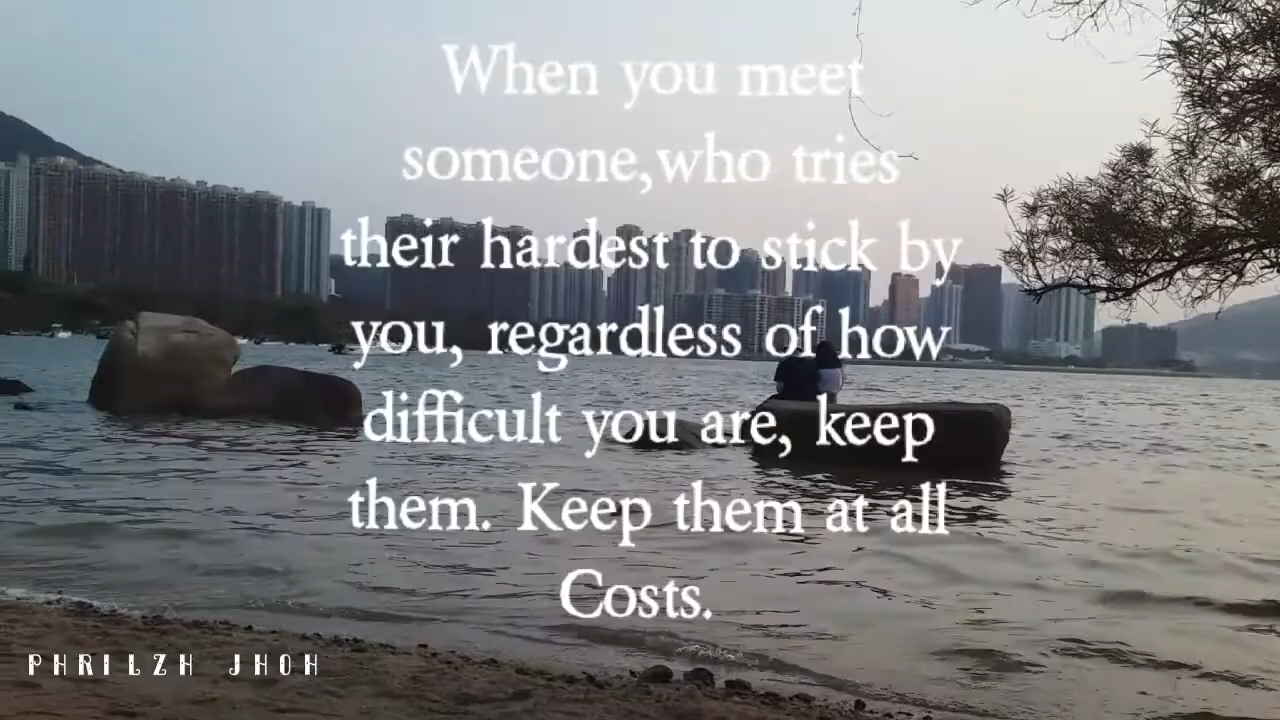 When you meet
someone,who tries
their hardest to stick by
you, regardless of how
difficult you are, keep
them. Keep them at all
Costs.
PHRILZH JHOH